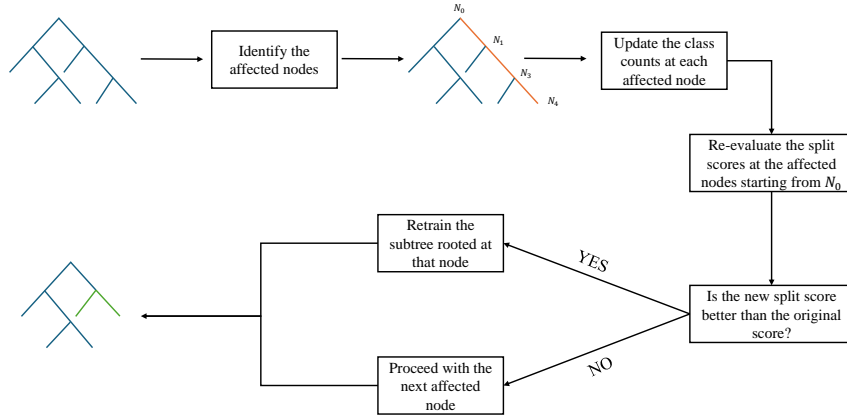 N₀
N₁
N₃
N₄
Identify the
affected nodes
Update the class
counts at each
affected node
Re-evaluate the split
scores at the affected
nodes starting from N₀
Is the new split score
better than the original
score?
YES
NO
Retrain the
subtree rooted at
that node
Proceed with the
next affected
node